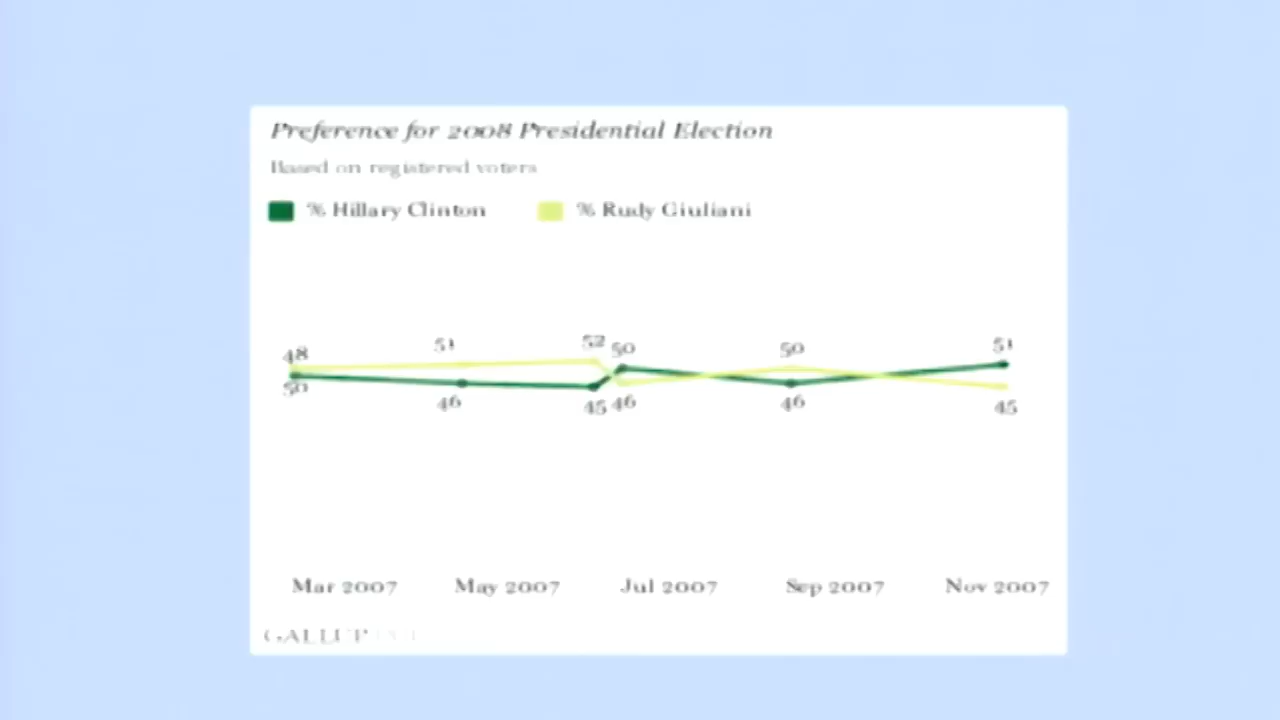 Preference for 2008 Presidential Election
Based on registered voters
% Hillary Clinton % Rudy Giuliani
48 51 52 50 50 51
50 46 45 46 46 45
Mar 2007 May 2007 Jul 2007 Sep 2007 Nov 2007
GALLUP